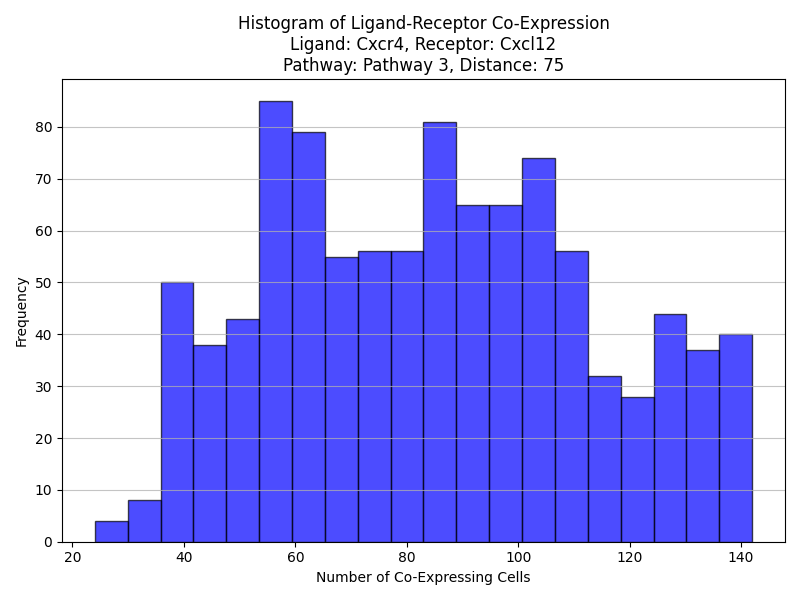 Histogram of Ligand-Receptor Co-Expression
Ligand: Cxcr4, Receptor: Cxcl12
Pathway: Pathway 3, Distance: 75
80
70
60
50
40
30
20
10
0
Frequency
20 40 60 80 100 120 140
Number of Co-Expressing Cells